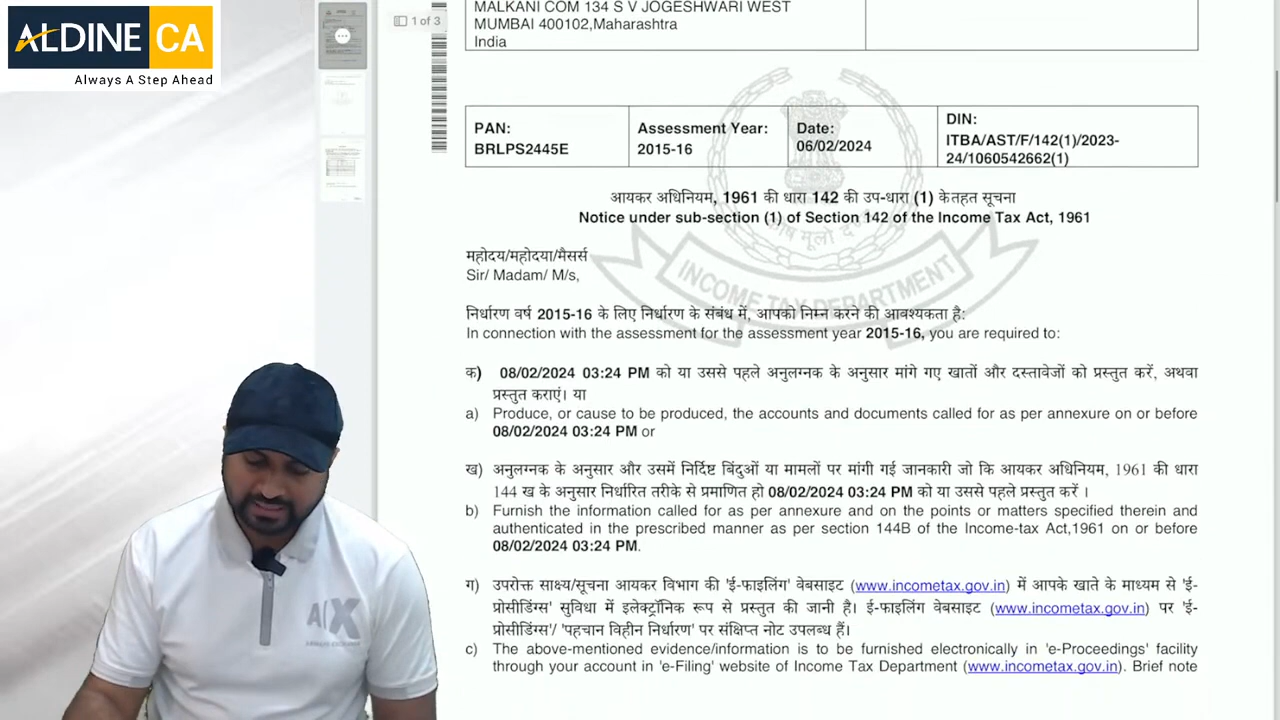 ALDINE CA
Always A Step Ahead
1 of 3
MALKANI COM 134 S V JOGESHWARI WEST
MUMBAI 400102,Maharashtra
India
PAN:
BRLPS2445E
Assessment Year:
2015-16
Date:
06/02/2024
DIN:
ITBA/AST/F/142(1)/2023-
24/1060542662(1)
आयकर अधिनियम, 1961 की धारा 142 की उप-धारा (1) केतहत सूचना
Notice under sub-section (1) of Section 142 of the Income Tax Act, 1961
महोदय/महोदया/मैसर्स
Sir/ Madam/ M/s,
INCOME TAX DEPARTMENT
निर्धारण वर्ष 2015-16 के लिए निर्धारण के संबंध में, आपको निम्न करने की आवश्यकता है:
In connection with the assessment for the assessment year 2015-16, you are required to:
क) 08/02/2024 03:24 PM को या उससे पहले अनुलग्नक के अनुसार मांगे गए खातों और दस्तावेजों को प्रस्तुत करें, अथवा
प्रस्तुत कराएं। या
a) Produce, or cause to be produced, the accounts and documents called for as per annexure on or before
08/02/2024 03:24 PM or
ख) अनुलग्नक के अनुसार और उसमें निर्दिष्ट बिंदुओं या मामलों पर मांगी गई जानकारी जो कि आयकर अधिनियम, 1961 की धारा
144 ख के अनुसार निर्धारित तरीके से प्रमाणित हो 08/02/2024 03:24 PM को या उससे पहले प्रस्तुत करें ।
b) Furnish the information called for as per annexure and on the points or matters specified therein and
authenticated in the prescribed manner as per section 144B of the Income-tax Act,1961 on or before
08/02/2024 03:24 PM.
ग) उपरोक्त साक्ष्य/सूचना आयकर विभाग की 'ई-फाइलिंग' वेबसाइट (www.incometax.gov.in) में आपके खाते के माध्यम से 'ई-
प्रोसीडिंग्स' सुविधा में इलेक्ट्रॉनिक रूप से प्रस्तुत की जानी है। ई-फाइलिंग वेबसाइट (www.incometax.gov.in) पर 'ई-
प्रोसीडिंग्स'/ 'पहचान विहीन निर्धारण' पर संक्षिप्त नोट उपलब्ध हैं।
c) The above-mentioned evidence/information is to be furnished electronically in 'e-Proceedings' facility
through your account in 'e-Filing' website of Income Tax Department (www.incometax.gov.in). Brief note